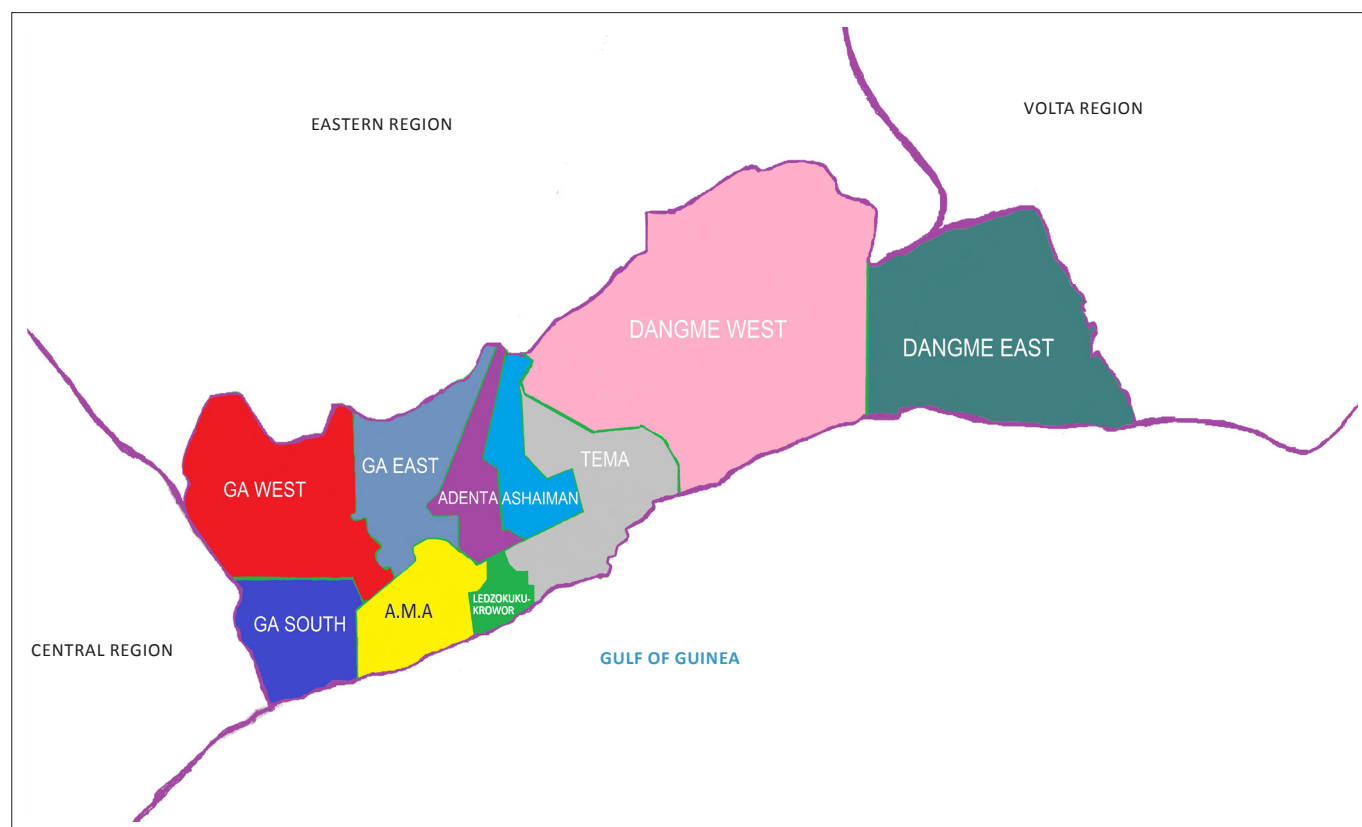 VOLTA REGION
EASTERN REGION
DANGME WEST
DANGME EAST
GA EAST
TEMA
GA WEST
ADENTA
ASHAIMAN
LEDZOKUKU-
KROWOR
A.M.A
GA SOUTH
CENTRAL REGION
GULF OF GUINEA